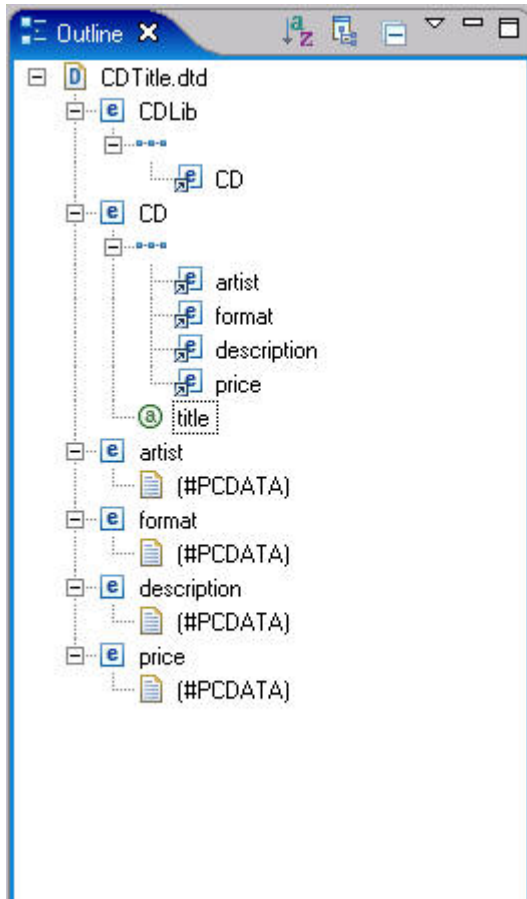 Outline
CDTitle.dtd
CDLib
CD
CD
artist
format
description
price
title
artist
(#PCDATA)
format
(#PCDATA)
description
(#PCDATA)
price
(#PCDATA)